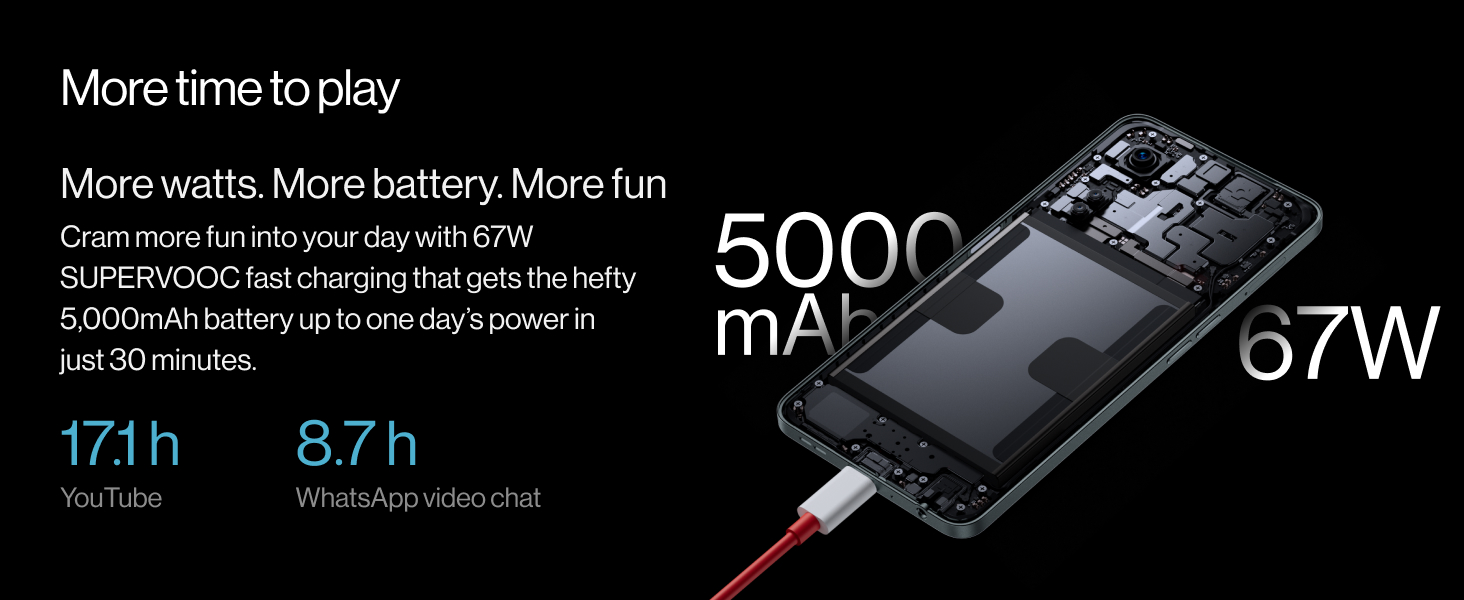 More time to play
More watts. More battery. More fun
Cram more fun into your day with 67W
SUPERVOOC fast charging that gets the hefty
5,000mAh battery up to one day’s power in
just 30 minutes.
17.1 h
YouTube
8.7 h
WhatsApp video chat
5000
mAh
67W